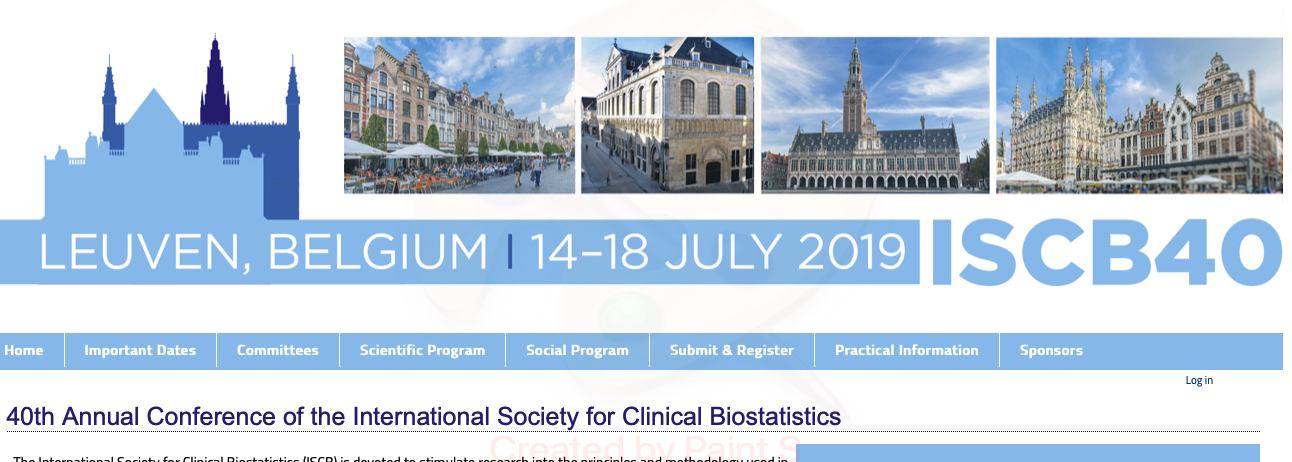 LEUVEN, BELGIUM | 14–18 JULY 2019 ISCB40
Home Important Dates Committees Scientific Program Social Program Submit & Register Practical Information Sponsors
Log in
40th Annual Conference of the International Society for Clinical Biostatistics
Created by Paint S
The International Society for Clinical Biostatistics (ISCB) is devoted to stimulate research into the principles and methodology used in